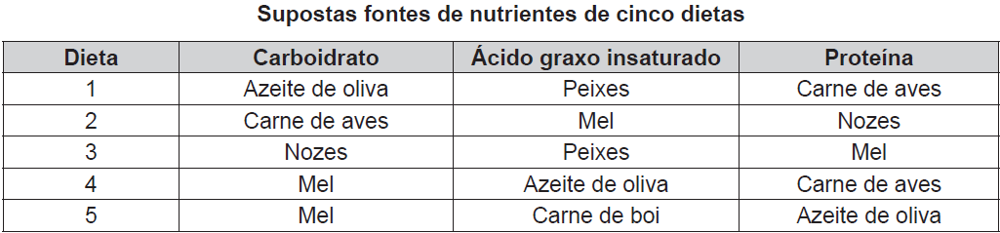 Supostas fontes de nutrientes de cinco dietas
Dieta Carboidrato Ácido graxo insaturado Proteína
1 Azeite de oliva Peixes Carne de aves
2 Carne de aves Mel Nozes
3 Nozes Peixes Mel
4 Mel Azeite de oliva Carne de aves
5 Mel Carne de boi Azeite de oliva